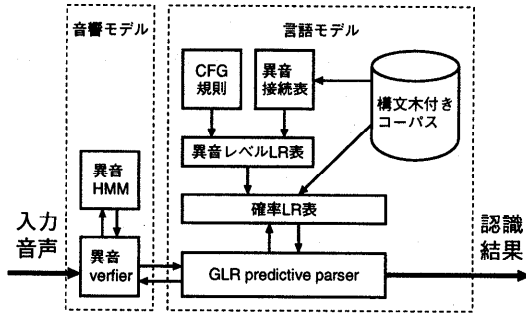 音響モデル
言語モデル
CFG
規則
異音
接続表
構文木付き
コーパス
異音レベルLR表
異音
HMM
確率LR表
入力
音声
異音
verfier
GLR predictive parser
認識
結果